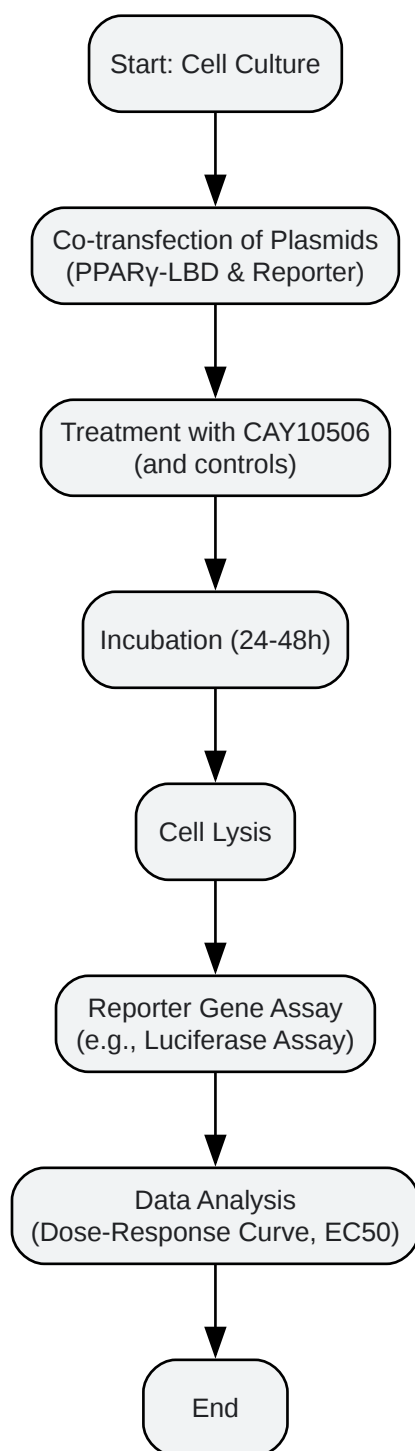 Start: Cell Culture
Co-transfection of Plasmids
(PPARγ-LBD & Reporter)
Treatment with CAY10506
(and controls)
Incubation (24-48h)
Cell Lysis
Reporter Gene Assay
(e.g., Luciferase Assay)
Data Analysis
(Dose-Response Curve, EC50)
End